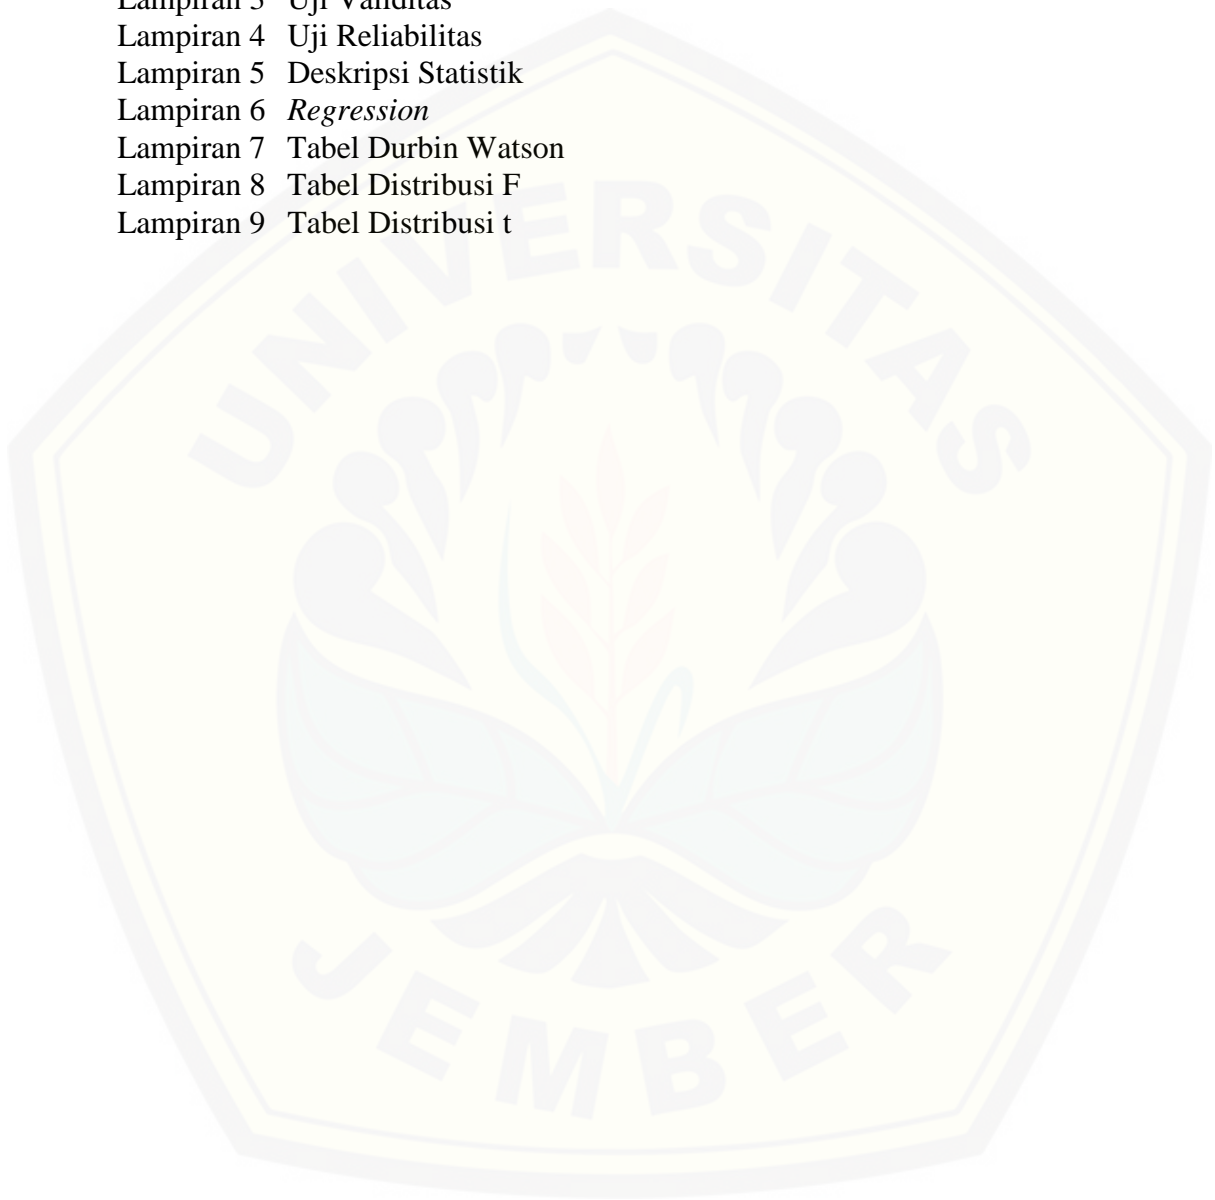 Lampiran 3 Uji Validitas
Lampiran 4 Uji Reliabilitas
Lampiran 5 Deskripsi Statistik
Lampiran 6 Regression
Lampiran 7 Tabel Durbin Watson
Lampiran 8 Tabel Distribusi F
Lampiran 9 Tabel Distribusi t
UNIVERSITAS
JEMBER